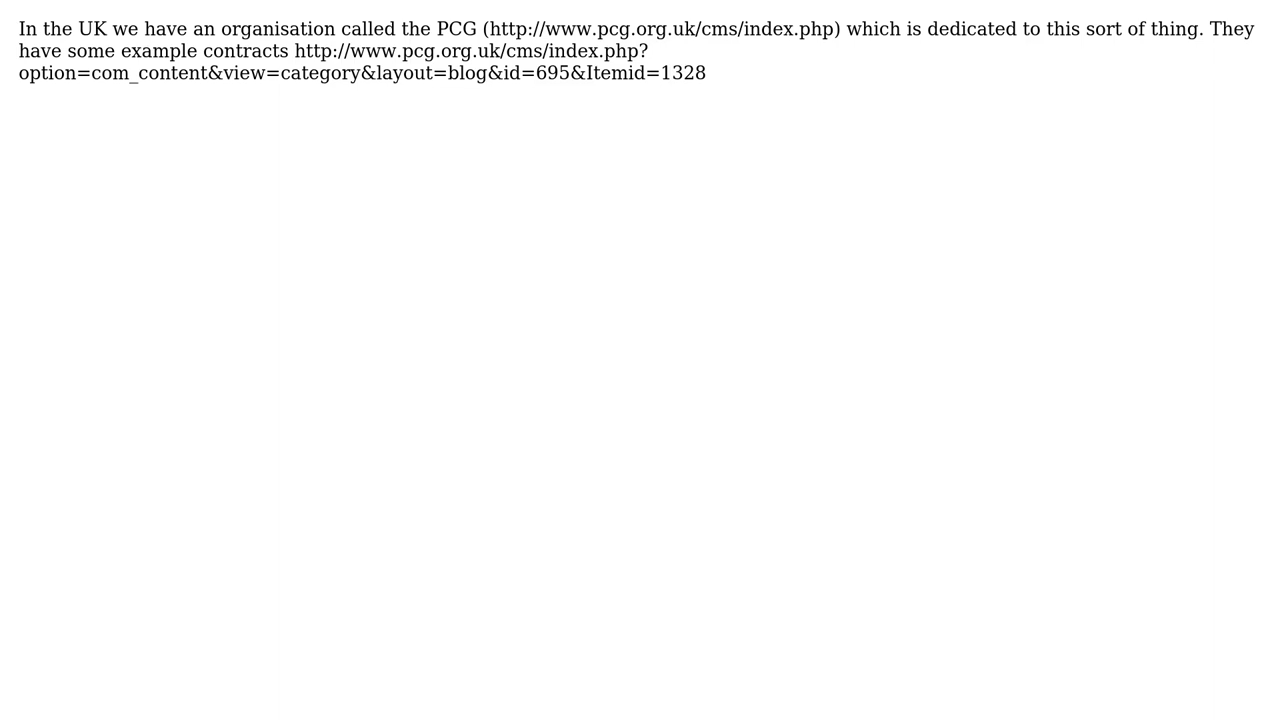 In the UK we have an organisation called the PCG (http://www.pcg.org.uk/cms/index.php) which is dedicated to this sort of thing. They
have some example contracts http://www.pcg.org.uk/cms/index.php?
option=com_content&view=category&layout=blog&id=695&Itemid=1328